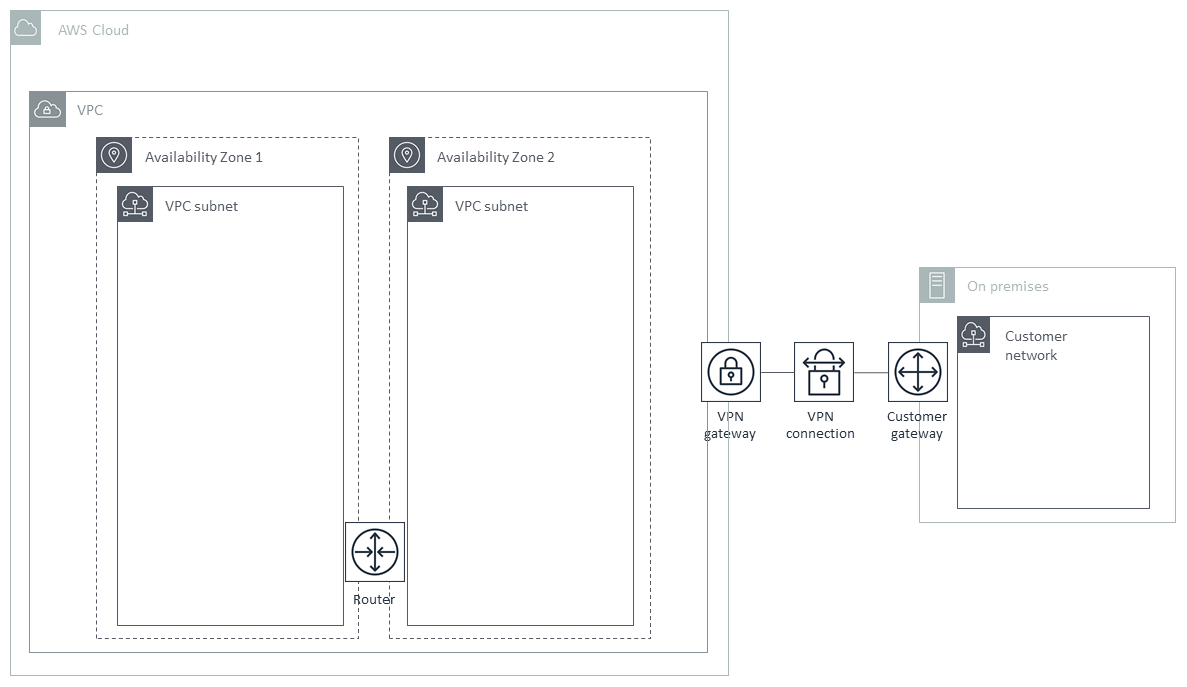 AWS Cloud
VPC
Availability Zone 1
Availability Zone 2
VPC subnet
VPC subnet
On premises
Customer
network
VPN
gateway
VPN
connection
Customer
gateway
Router